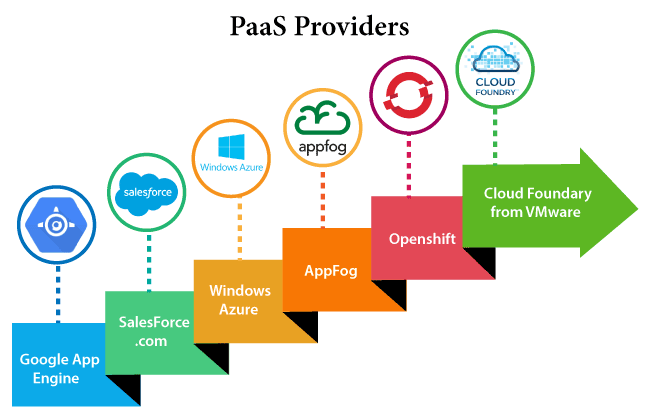 PaaS Providers
CLOUD
FOUNDRY
appfog
Windows Azure
salesforce
Cloud Foundary
from VMware
Openshift
AppFog
Windows
Azure
SalesForce
.com
Google App
Engine